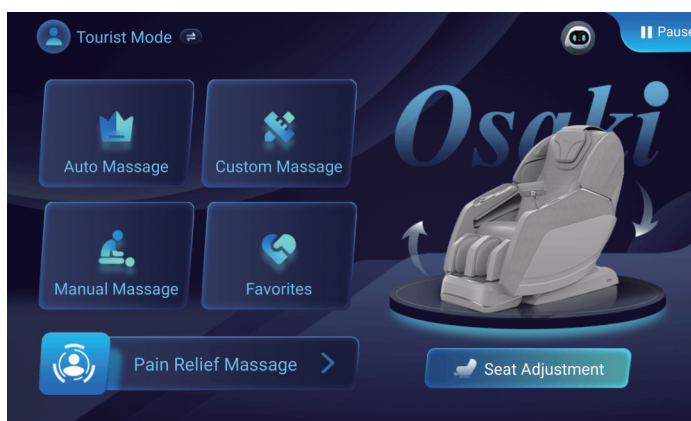 Tourist Mode
Pause
Osaki
Auto Massage
Custom Massage
Manual Massage
Favorites
Pain Relief Massage
Seat Adjustment